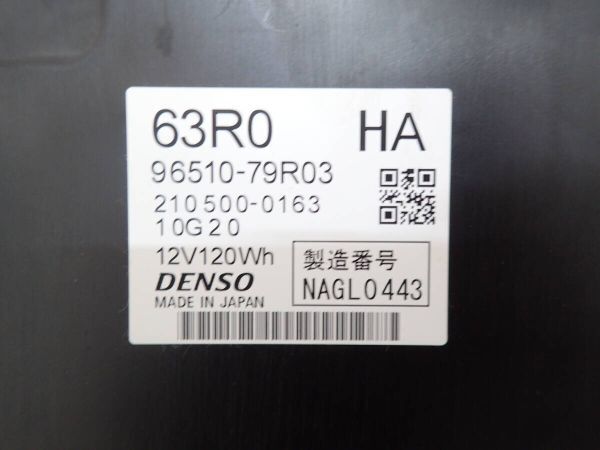 63R0 HA
96510-79R03
210500-0163
10G20
12V120Wh
製造番号
DENSO
NAGL0443
MADE IN JAPAN